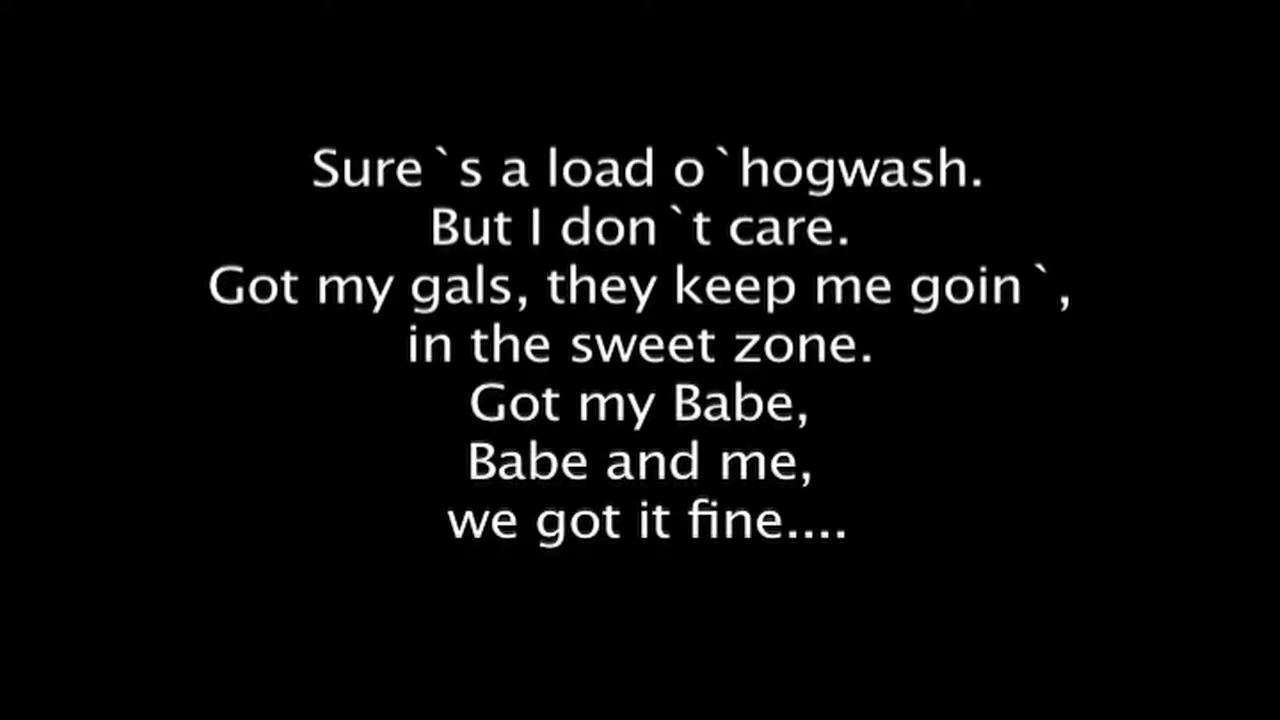 Sure`s a load o`hogwash.
But I don`t care.
Got my gals, they keep me goin`,
in the sweet zone.
Got my Babe,
Babe and me,
we got it fine....